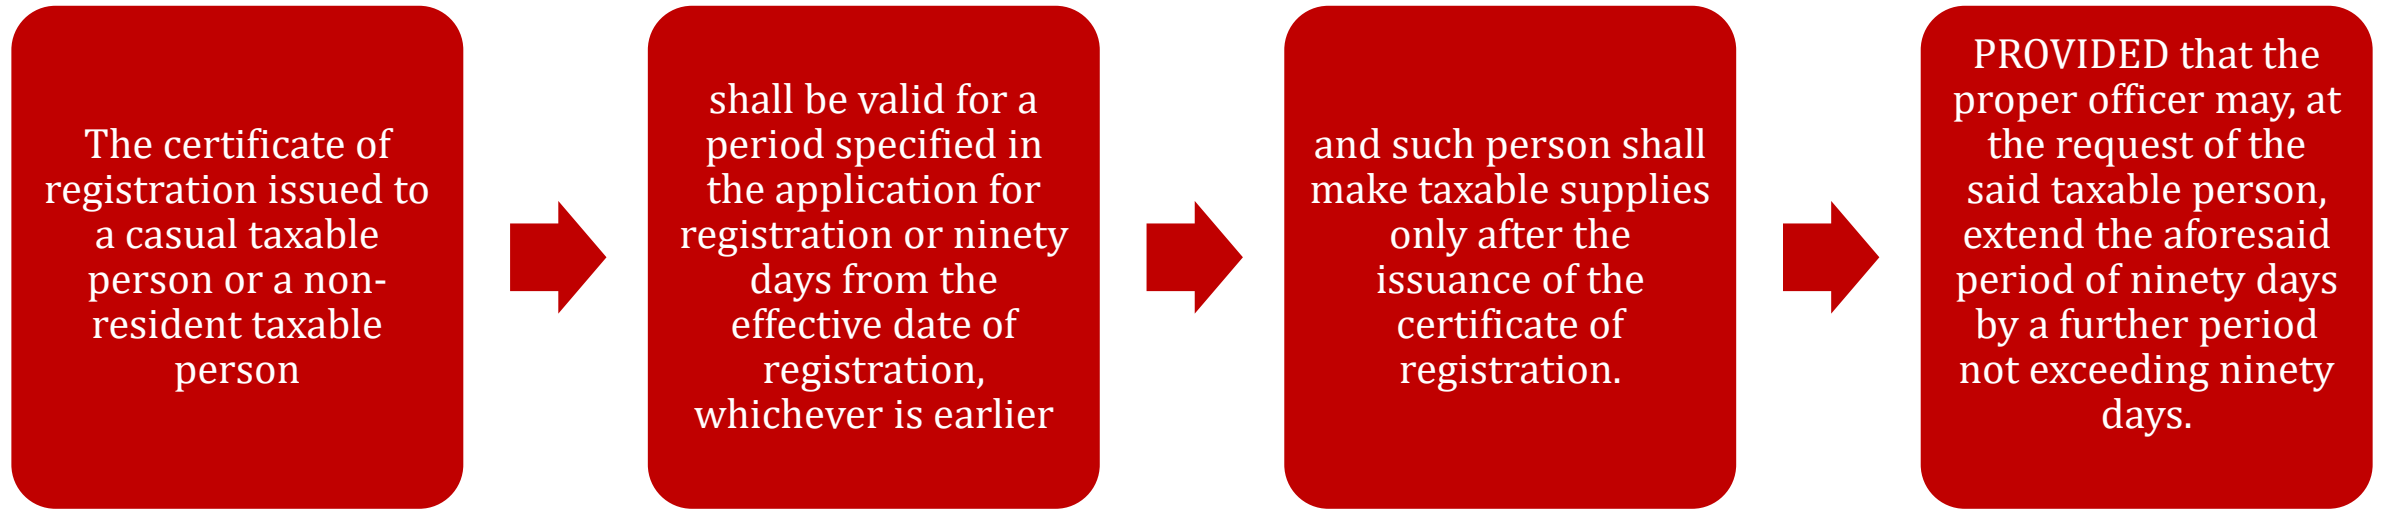 The certificate of
registration issued to
a casual taxable
person or a non-
resident taxable
person
shall be valid for a
period specified in
the application for
registration or ninety
days from the
effective date of
registration,
whichever is earlier
and such person shall
make taxable supplies
only after the
issuance of the
certificate of
registration.
PROVIDED that the
proper officer may, at
the request of the
said taxable person,
extend the aforesaid
period of ninety days
by a further period
not exceeding ninety
days.